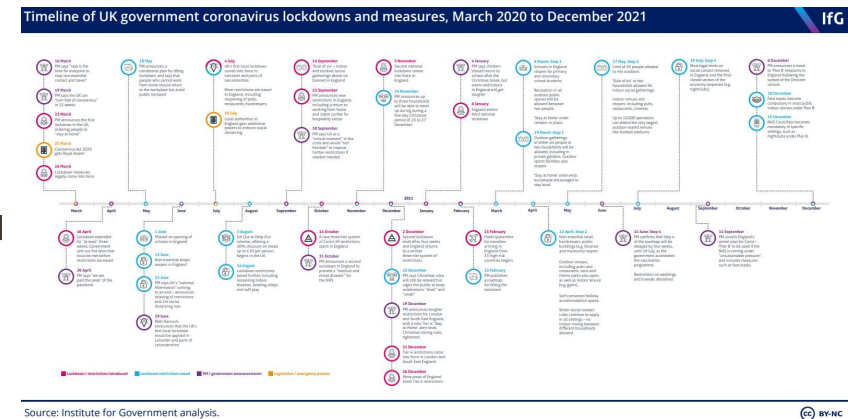 Timeline of UK government coronavirus lockdowns and measures, March 2020 to December 2021
IfG
16 March
PM says "now is the
time for everyone to
stop non-essential
contact and travel"
19 March
PM says the UK can
"turn tide of coronavirus"
in 12 weeks
23 March
PM announces the first
lockdown in the UK,
ordering people to
"stay at home"
25 March
Coronavirus Act 2020
gets Royal Assent
26 March
Lockdown measures
legally come into force
10 May
PM announces a
conditional plan for lifting
lockdown, and says that
people who cannot work
from home should return
to the workplace but avoid
public transport
4 July
UK's first local lockdown
comes into force in
Leicester and parts of
Leicestershire
More restrictions are eased
in England, including
reopening of pubs,
restaurants, hairdressers.
18 July
Local authorities in
England gain additional
powers to enforce social
distancing
14 September
'Rule of six' – indoor
and outdoor social
gatherings above six
banned in England
22 September
PM announces new
restrictions in England,
including a return to
working from home
and 10pm curfew for
hospitality sector
30 September
PM says UK at a
"critical moment" in the
crisis and would "not
hesitate" to impose
further restrictions if
needed
5 November
Second national
lockdown comes
into force in
England
24 November
PM announces up to
three households
will be able to meet
up during a
five-day Christmas
period of 23 to 27
December
4 January
PM says children
should return to
school after the
Christmas break, but
warns restrictions
in England will get
tougher
6 January
England enters
third national
lockdown
8 March: Step 1
Schools in England
reopen for primary and
secondary
school students.
Recreation in an
outdoor public
spaces will be
allowed between
two people.
'Stay at home' order
remains in place
29 March: Step 1
Outdoor gatherings
of either six people or
two households will be
allowed, including in
private gardens. Outdoor
sports facilities also
reopen.
'Stay at home' order ends
but people encouraged to
stay local
17 May: Step 3
Limit of 30 people allowed
to mix outdoors.
'Rule of six' or two
households allowed for
indoor social gatherings.
Indoor venues will
reopen, including pubs,
restaurants, cinemas.
Up to 10,000 spectators
can attend the very largest
outdoor-seated venues
like football stadiums
19 July: Step 4
Most legal limits on
social contact removed
in England, and the final
closed sectors of the
economy reopened (e.g.
nightclubs)
8 December
PM announces a move
to 'Plan B' measures in
England following the
spread of the Omicron
variant
10 December
Face masks become
compulsory in most public
indoor venues under Plan B
15 December
NHS Covid Pass becomes
mandatory in specific
settings, such as
nightclubs under Plan B
2021
March
April
May
June
July
August
September
October
November
December
January
February
March
April
May
June
July
August
September
October
November
December
16 April
Lockdown extended
for "at least" three
weeks. Government
sets out five tests that
must be met before
restrictions are eased
30 April
PM says "we are
past the peak" of the
pandemic
1 June
Phased re-opening of
schools in England
15 June
Non-essential shops
reopen in England
23 June
PM says UK's "national
hibernation" coming
to an end – announces
relaxing of restrictions
and 2m social
distancing rule
29 June
Matt Hancock
announces that the UK's
first local lockdown
would be applied in
Leicester and parts of
Leicestershire
3 August
Eat Out to Help Out
scheme, offering a
50% discount on meals
up to £10 per person,
begins in the UK
14 August
Lockdown restrictions
eased further, including
reopening indoor
theatres, bowling alleys
and soft play
14 October
A new three-tier system
of Covid-19 restrictions
starts in England
31 October
PM announces a second
lockdown in England to
prevent a "medical and
moral disaster" for
the NHS
2 December
Second lockdown
ends after four weeks
and England returns
to a stricter
three-tier system of
restrictions
15 December
PM says Christmas rules
will still be relaxed but
urges the public to keep
celebrations "short" and
"small"
19 December
PM announces tougher
restrictions for London
and South East England,
with a new Tier 4: 'Stay
at Home' alert level.
Christmas mixing rules
tightened.
21 December
Tier 4 restrictions come
into force in London and
South East England
26 December
More areas of England
enter Tier 4 restrictions
15 February
Hotel quarantine
for travellers
arriving in
England from
33 high-risk
countries begins
22 February
PM publishes
a roadmap
for lifting the
lockdown
12 April: Step 2
Non-essential retail,
hairdressers, public
buildings (e.g. libraries
and museums) reopen.
Outdoor venues,
including pubs and
restaurants, zoos and
theme parks also open,
as well as indoor leisure
(e.g. gyms).
Self-contained holiday
accommodation opens.
Wider social contact
rules continue to apply
in all settings – no
indoor mixing between
different households
allowed
14 June: Step 4
PM confirms that Step 4
of the roadmap will be
delayed by four weeks,
until 19 July, as the
government accelerates
the vaccination
programme.
Restrictions on weddings
and funerals abolished.
14 September
PM unveils England's
winter plan for Covid –
'Plan B' to be used if the
NHS is coming under
"unsustainable pressure"
and includes measures
such as face masks
Lockdown / restrictions introduced
Lockdown restrictions eased
PM / government announcements
Legislation / emergency powers
Source: Institute for Government analysis.
cc BY-NC